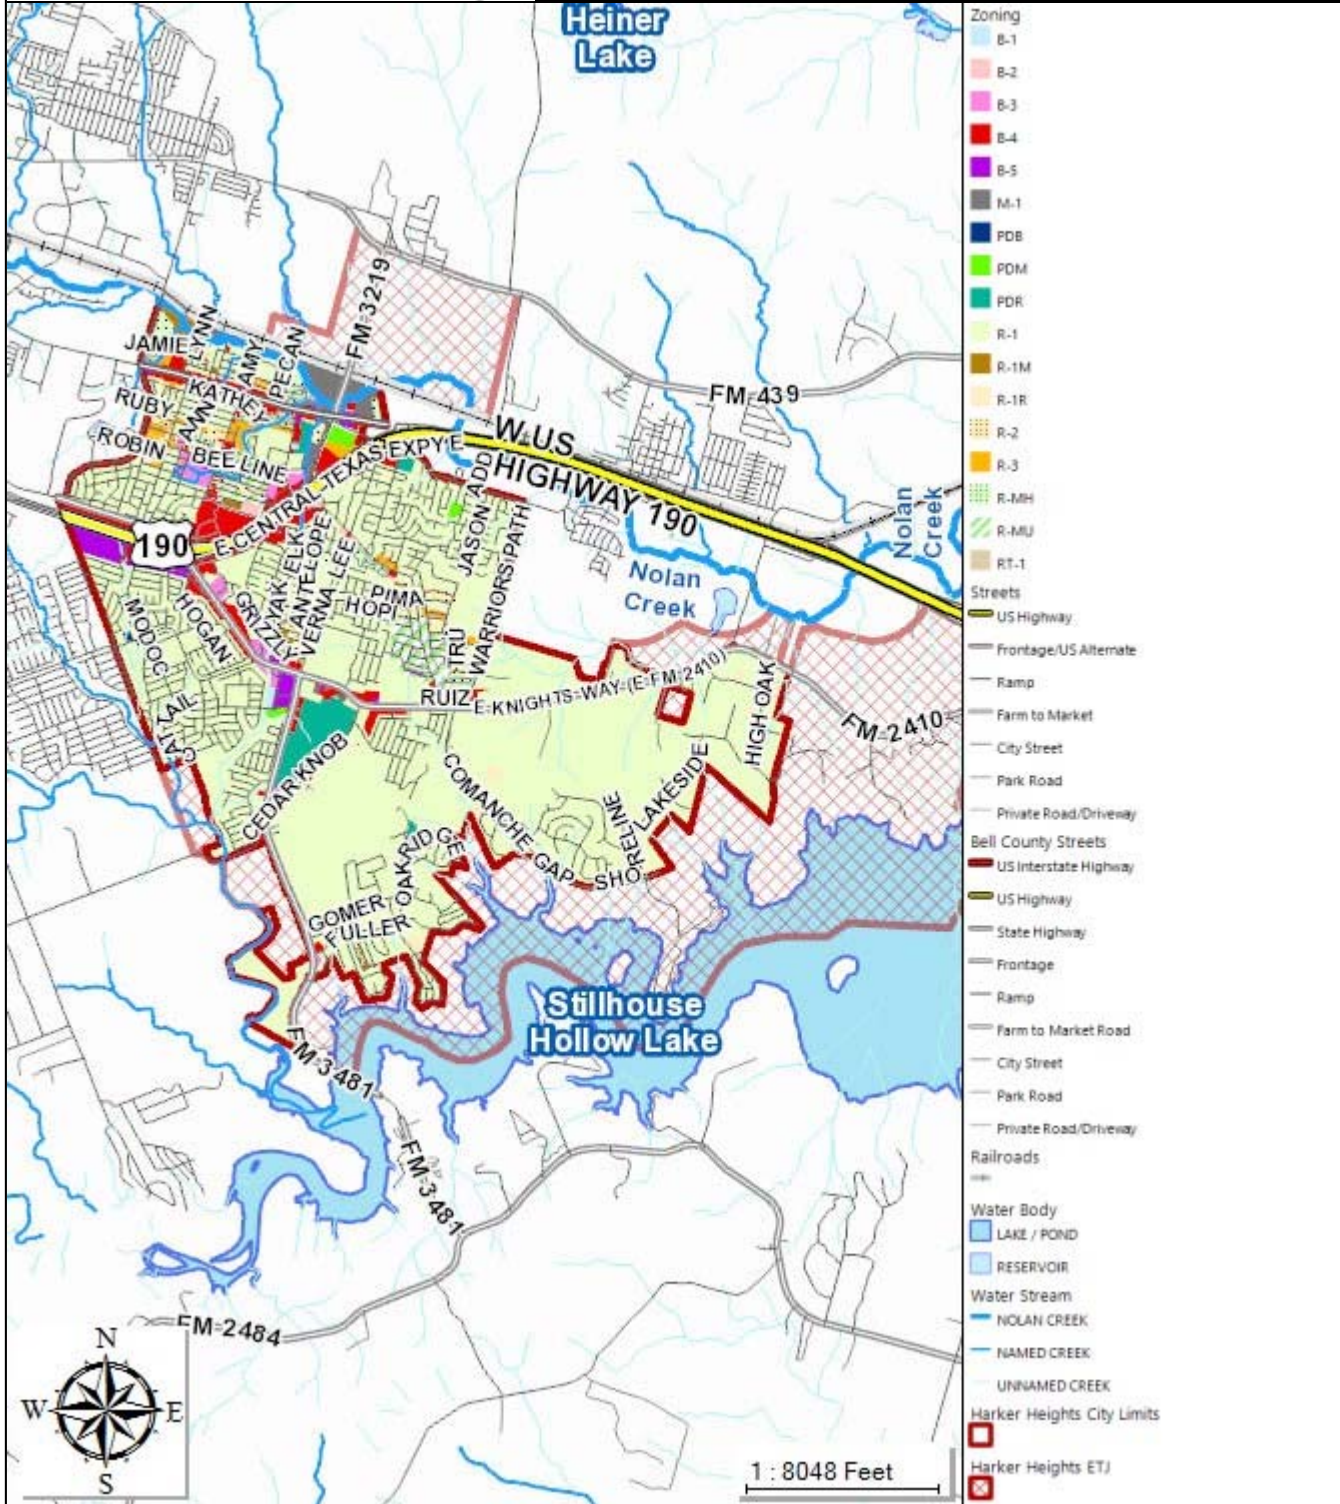 Heiner
Lake
FM 3219
LYNN
JAMIE
AMY
PECAN
FM 439
KATHEY
RUBY
ANN
W US
HIGHWAY 190
ROBIN
BEE LINE
E CENTRAL TEXAS EXPY E
JASON
ADD
Nolan
Creek
190
ELK
ANTELOPE
VERNA LEE
YAK
WARRIORS PATH
Nolan
Creek
PIMA
HOPI
GRIZZLY
HOGAN
MODOC
TRU
RUIZ
E KNIGHTS WAY (E FM 2410)
HIGH OAK
FM 2410
CATTAIL
CEDAR KNOB
COMANCHE GAP
LAKESIDE
SHORELINE
OAKRIDGE
GOMER
FULLER
Stillhouse
Hollow Lake
FM 3481
FM 3481
FM 2484
N
W E
S
1 : 8048 Feet
Zoning
B-1
B-2
B-3
B-4
B-5
M-1
PDB
PDM
PDR
R-1
R-1M
R-1R
R-2
R-3
R-MH
R-MU
RT-1
Streets
US Highway
Frontage/US Alternate
Ramp
Farm to Market
City Street
Park Road
Private Road/Driveway
Bell County Streets
US Interstate Highway
US Highway
State Highway
Frontage
Ramp
Farm to Market Road
City Street
Park Road
Private Road/Driveway
Railroads
Water Body
LAKE / POND
RESERVOIR
Water Stream
NOLAN CREEK
NAMED CREEK
UNNAMED CREEK
Harker Heights City Limits
Harker Heights ETJ